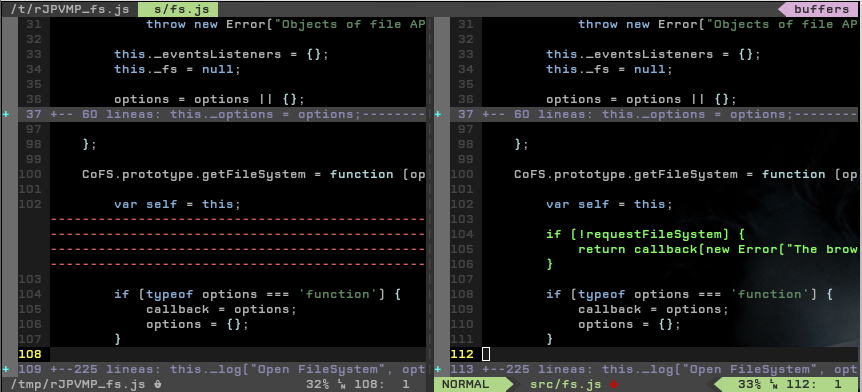 /t/rJPVMP_fs.js s/fs.js buffers
31 throw new Error("Objects of file AP
32
33 this._eventsListeners = {};
34 this._fs = null;
35
36 options = options || {};
+ 37 +-- 60 lineas: this._options = options;--------
97
98 };
99
100 CoFS.prototype.getFileSystem = function (op
101
102 var self = this;
103
104 if (typeof options === 'function') {
105 callback = options;
106 options = {};
107 }
108
+ 109 +--225 lineas: this._log("Open FileSystem", opt
/tmp/rJPVMP_fs.js 32% LN 108: 1
31 throw new Error("Objects of file AP
32
33 this._eventsListeners = {};
34 this._fs = null;
35
36 options = options || {};
+ 37 +-- 60 lineas: this._options = options;--------
97
98 };
99
100 CoFS.prototype.getFileSystem = function (op
101
102 var self = this;
103
104 if (!requestFileSystem) {
105 return callback(new Error("The brow
106 }
107
108 if (typeof options === 'function') {
109 callback = options;
110 options = {};
111 }
112
+ 113 +--225 lineas: this._log("Open FileSystem", opt
NORMAL src/fs.js 33% LN 112: 1